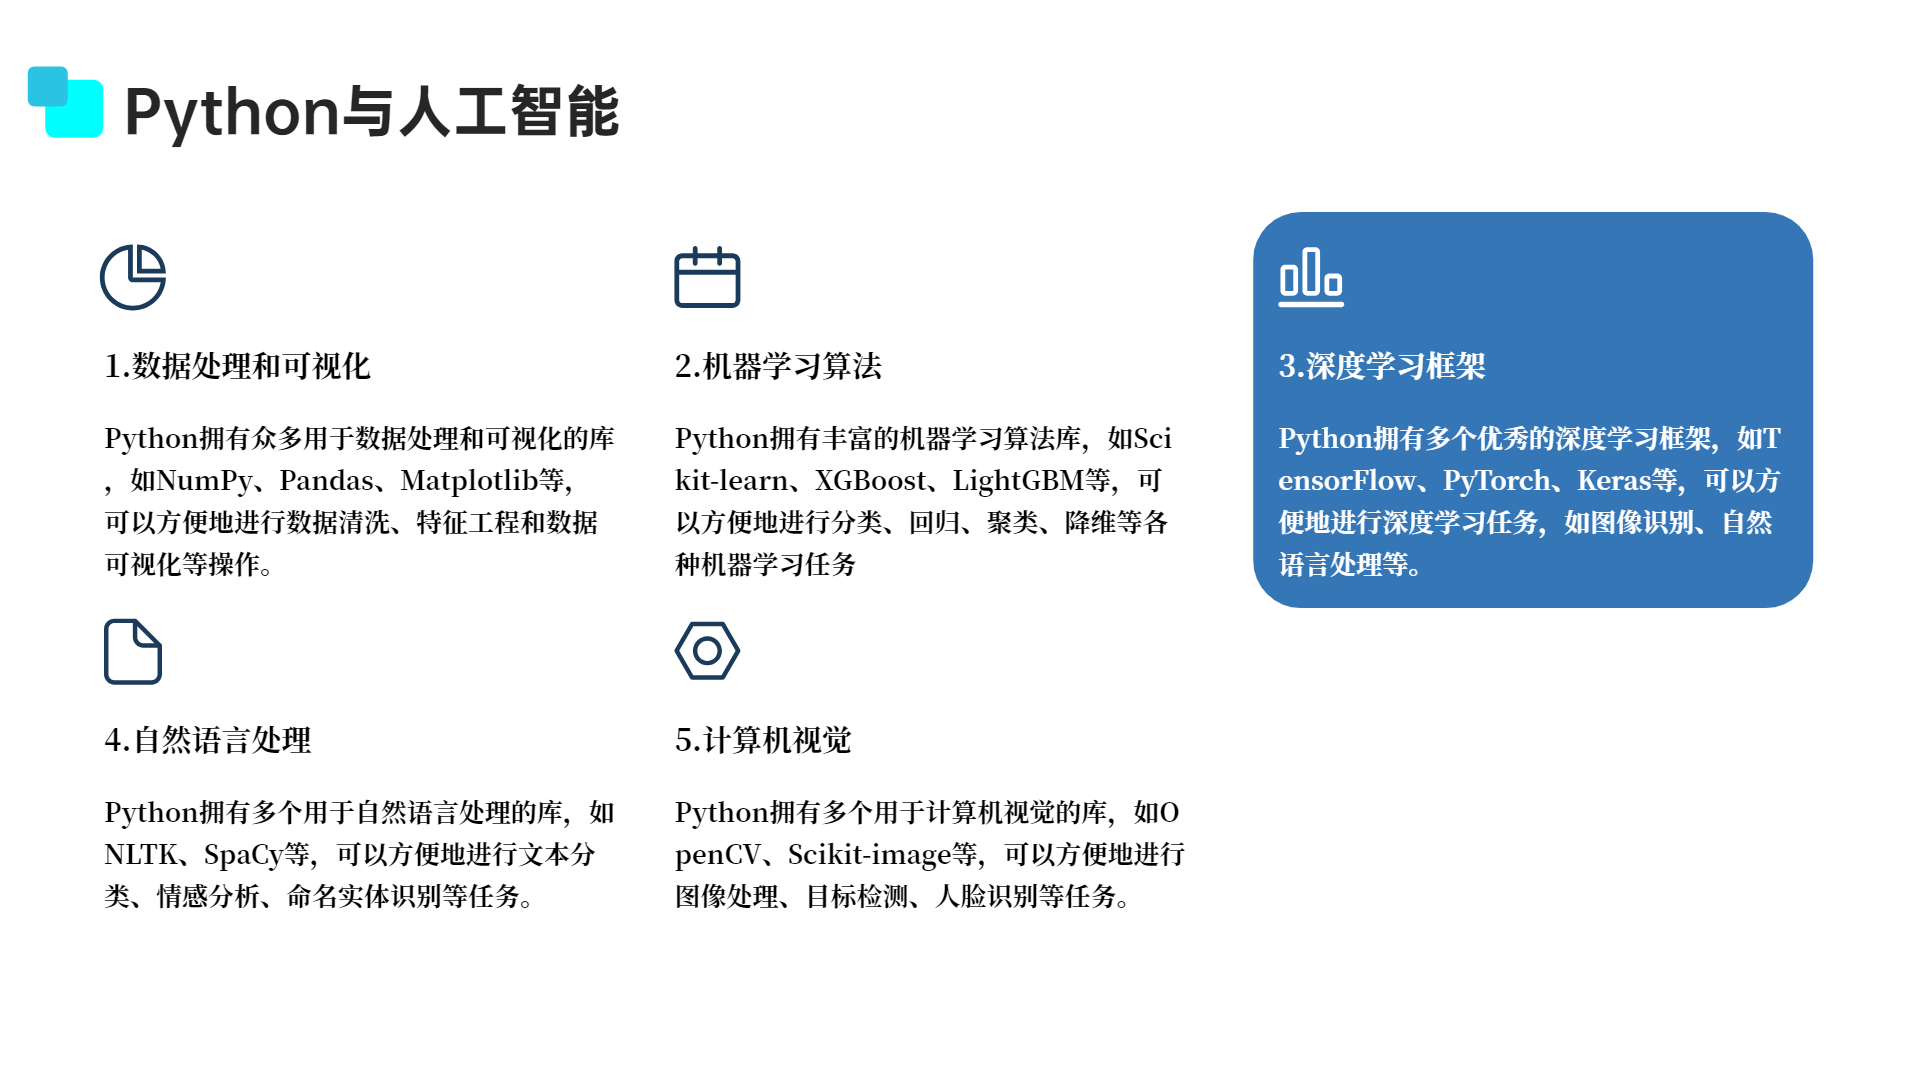 Python与人工智能
1.数据处理和可视化
Python拥有众多用于数据处理和可视化的库
，如NumPy、Pandas、Matplotlib等，
可以方便地进行数据清洗、特征工程和数据
可视化等操作。
2.机器学习算法
Python拥有丰富的机器学习算法库，如Sci
kit-learn、XGBoost、LightGBM等，可
以方便地进行分类、回归、聚类、降维等各
种机器学习任务
3.深度学习框架
Python拥有多个优秀的深度学习框架，如T
ensorFlow、PyTorch、Keras等，可以方
便地进行深度学习任务，如图像识别、自然
语言处理等。
4.自然语言处理
Python拥有多个用于自然语言处理的库，如
NLTK、SpaCy等，可以方便地进行文本分
类、情感分析、命名实体识别等任务。
5.计算机视觉
Python拥有多个用于计算机视觉的库，如O
penCV、Scikit-image等，可以方便地进行
图像处理、目标检测、人脸识别等任务。